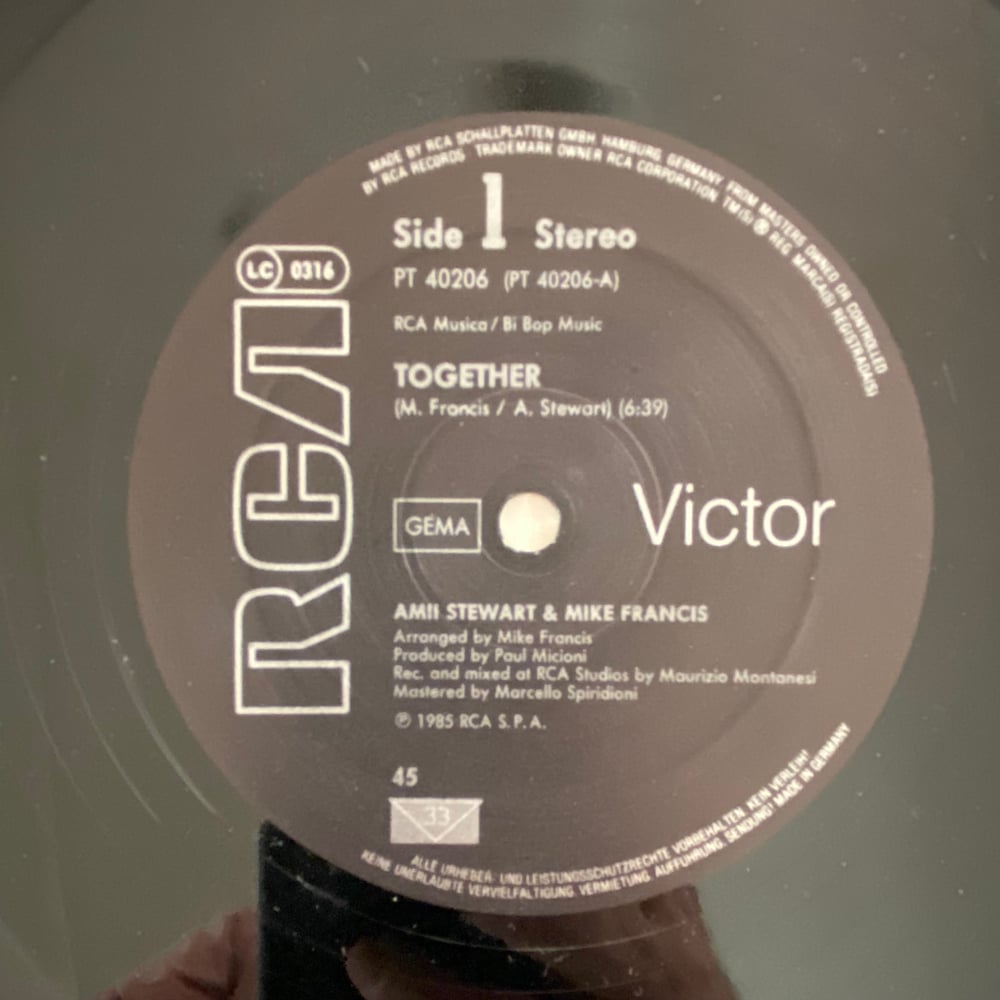 MADE BY RCA SCHALLPLATTEN GMBH, HAMBURG, GERMANY, FROM MASTERS OWNED OR CONTROLLED
BY RCA RECORDS TRADEMARK OWNER RCA CORPORATION TM(S) ® REG MARCA(S) REGISTRADA(S)
Side 1 Stereo
LC 0316
PT 40206 (PT 40206-A)
RCA Musica / Bi Bop Music
TOGETHER
(M. Francis / A. Stewart) (6:39)
RCA
GEMA
Victor
AMII STEWART & MIKE FRANCIS
Arranged by Mike Francis
Produced by Paul Micioni
Rec. and mixed at RCA Studios by Maurizio Montanesi
Mastered by Marcello Spiridioni
℗ 1985 RCA S.P.A.
45
33
ALLE URHEBER- UND LEISTUNGSSCHUTZRECHTE VORBEHALTEN. KEIN VERLEIH!
KEINE UNERLAUBTE VERVIELFÄLTIGUNG, VERMIETUNG, AUFFÜHRUNG, SENDUNG! MADE IN GERMANY